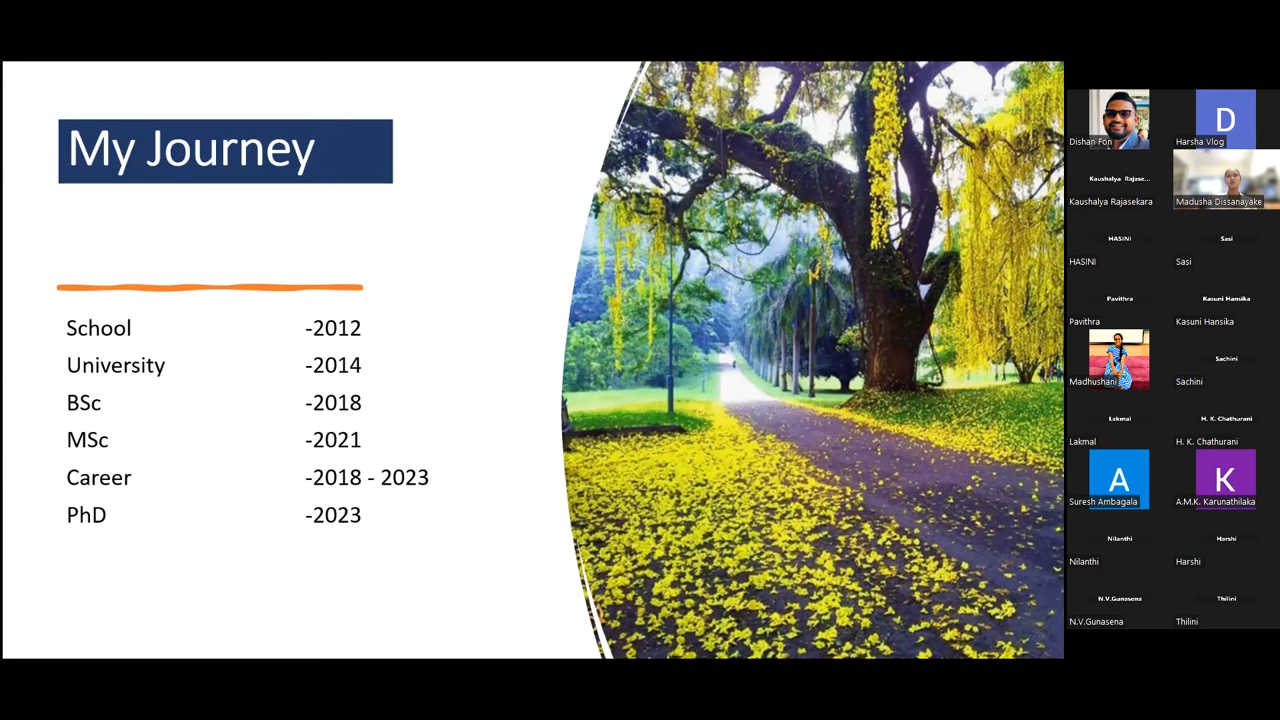 My Journey
School -2012
University -2014
BSc -2018
MSc -2021
Career -2018 - 2023
PhD -2023
Dishan Fon
D
Harsha Vlog
Kaushalya Rajase...
Kaushalya Rajasekara
Madusha Dissanayake
HASINI
HASINI
Sasi
Sasi
Pavithra
Pavithra
Kasuni Hansika
Kasuni Hansika
Madhushani
Sachini
Sachini
Lakmal
Lakmal
H. K. Chathurani
H. K. Chathurani
A
Suresh Ambagala
K
A.M.K. Karunathilaka
Nilanthi
Nilanthi
Harshi
Harshi
N.V.Gunasena
N.V.Gunasena
Thilini
Thilini